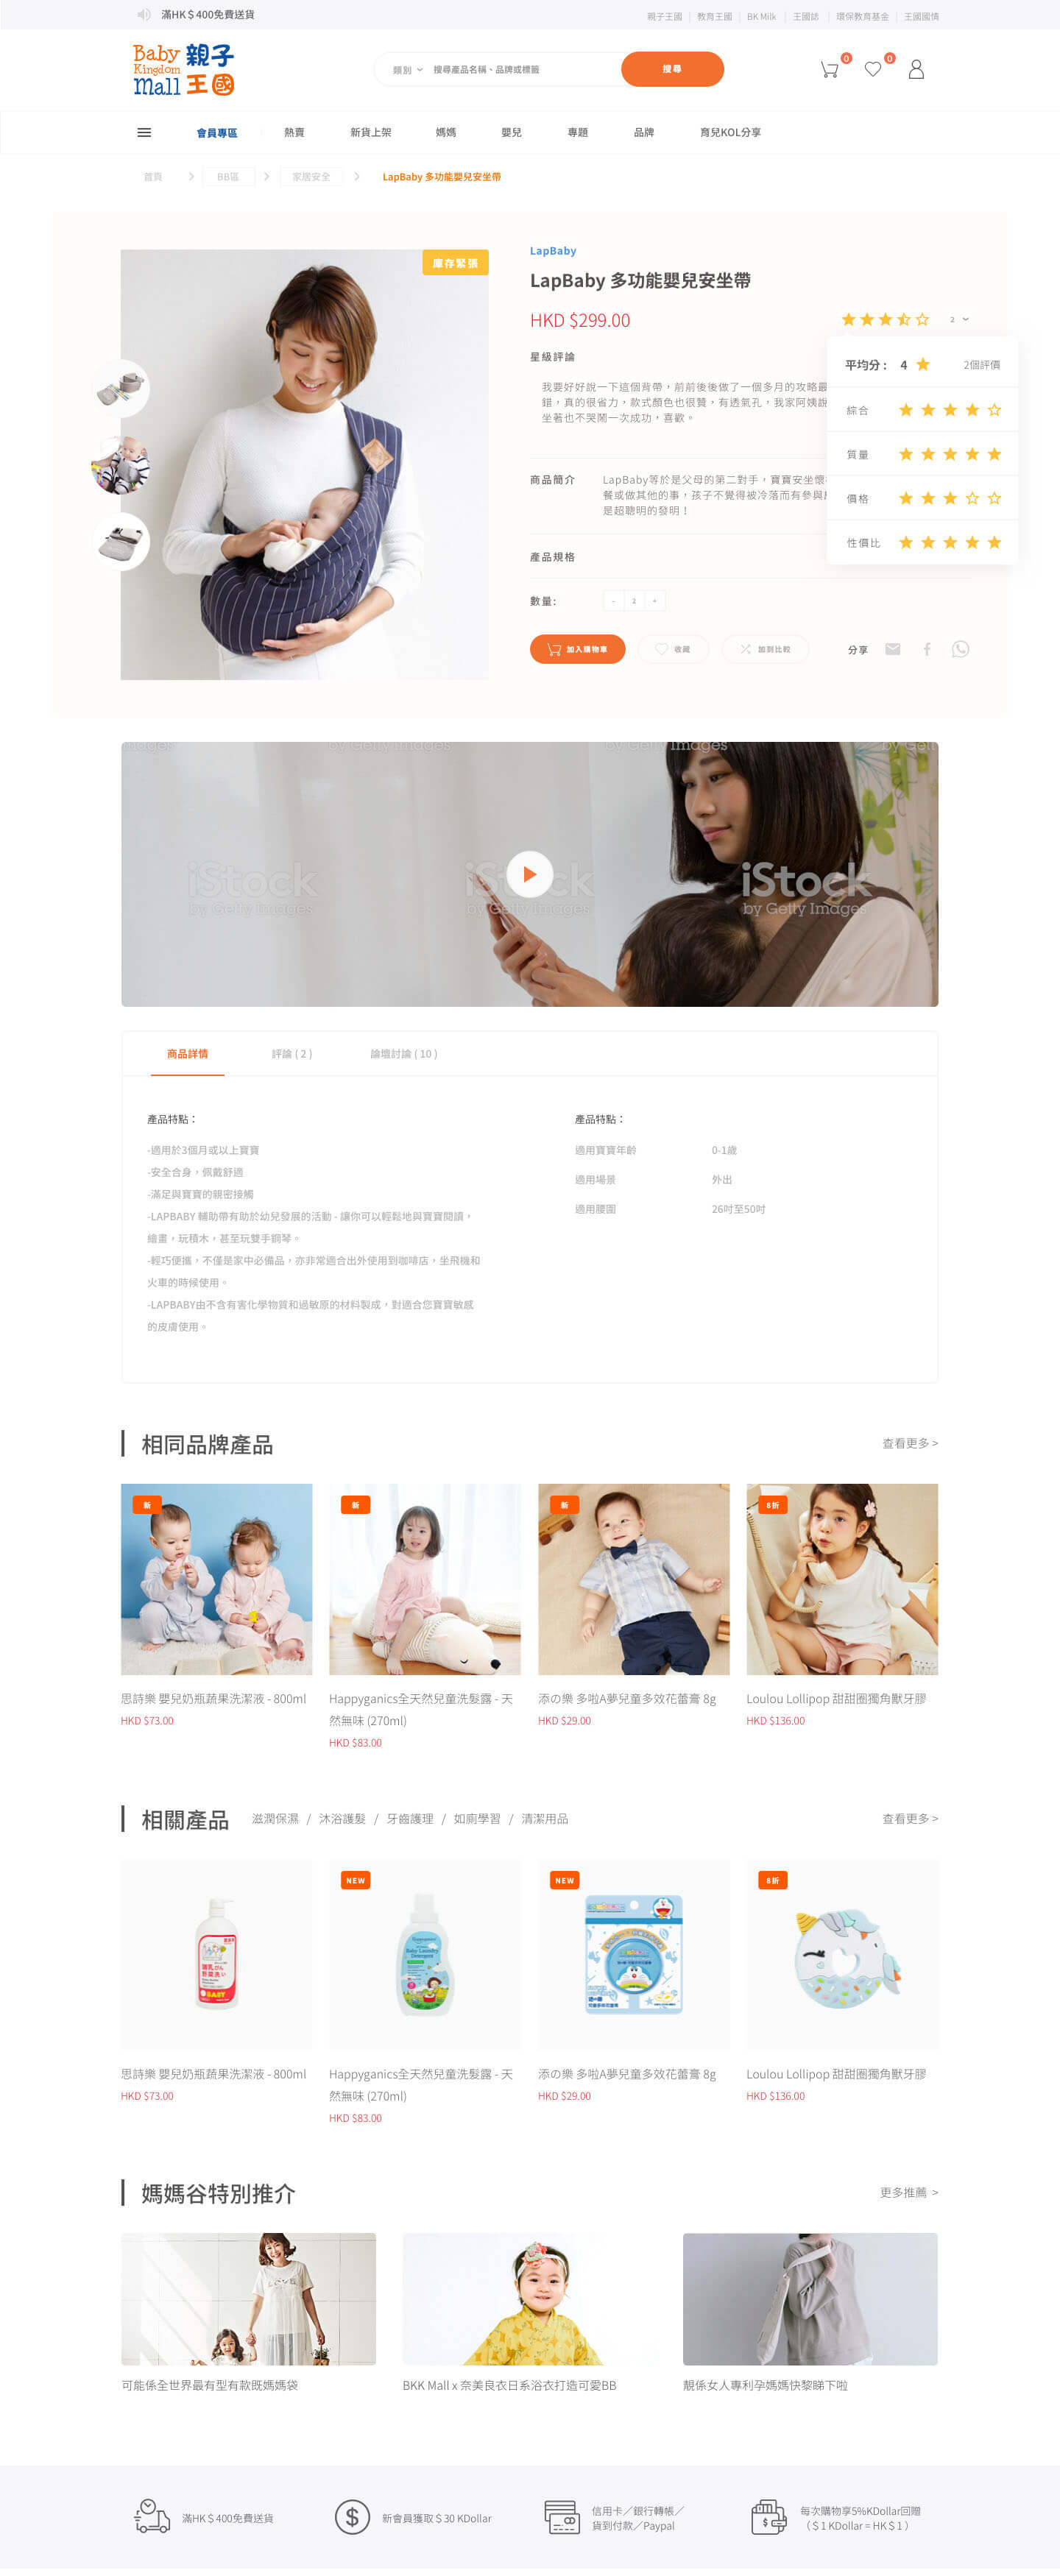 滿HK＄400免費送貨
親子王國 | 教育王國 | BK Milk | 王國誌 | 環保教育基金 | 王國國情
Baby 親子
Kingdom
Mall 王國
類別 搜尋產品名稱、品牌或標籤 搜尋 0 0
會員專區 熱賣 新貨上架 媽媽 嬰兒 專題 品牌 育兒KOL分享
首頁 > BB區 > 家居安全 > LapBaby 多功能嬰兒安坐帶
庫存緊張
LapBaby
LapBaby 多功能嬰兒安坐帶
HKD $299.00
2
星級評論
我要好好說一下這個背帶，前前後後做了一個多月的攻略最
錯，真的很省力，款式顏色也很贊，有透氣孔，我家阿姨說
坐著也不哭鬧一次成功，喜歡。
平均分： 4 2個評價
綜合
質量
價格
性價比
商品簡介
LapBaby等於是父母的第二對手，寶寶安坐懷
餐或做其他的事，孩子不覺得被冷落而有參與
是超聰明的發明！
產品規格
數量: - 2 +
加入購物車 收藏 加到比較 分享
by Getty Images
iStock iStock iStock
by Getty Images by Getty Images by Getty Images
商品詳情 評論 ( 2 ) 論壇討論 ( 10 )
產品特點：
-適用於3個月或以上寶寶
-安全合身，佩戴舒適
-滿足與寶寶的親密接觸
-LAPBABY 輔助帶有助於幼兒發展的活動 - 讓你可以輕鬆地與寶寶閱讀，
繪畫，玩積木，甚至玩雙手鋼琴。
-輕巧便攜，不僅是家中必備品，亦非常適合出外使用到咖啡店，坐飛機和
火車的時候使用。
-LAPBABY由不含有害化學物質和過敏原的材料製成，對適合您寶寶敏感
的皮膚使用。
產品特點：
適用寶寶年齡 0-1歲
適用場景 外出
適用腰圍 26吋至50吋
相同品牌產品 查看更多 >
新 新 新 8折
思詩樂 嬰兒奶瓶蔬果洗潔液 - 800ml
HKD $73.00
Happyganics全天然兒童洗髮露 - 天
然無味 (270ml)
HKD $83.00
添の樂 多啦A夢兒童多效花蕾膏 8g
HKD $29.00
Loulou Lollipop 甜甜圈獨角獸牙膠
HKD $136.00
相關產品 滋潤保濕 / 沐浴護髮 / 牙齒護理 / 如廁學習 / 清潔用品 查看更多 >
NEW NEW 8折
思詩樂 嬰兒奶瓶蔬果洗潔液 - 800ml
HKD $73.00
Happyganics全天然兒童洗髮露 - 天
然無味 (270ml)
HKD $83.00
添の樂 多啦A夢兒童多效花蕾膏 8g
HKD $29.00
Loulou Lollipop 甜甜圈獨角獸牙膠
HKD $136.00
媽媽谷特別推介 更多推薦 >
可能係全世界最有型有款既媽媽袋
BKK Mall x 奈美良衣日系浴衣打造可愛BB
靚係女人專利孕媽媽快黎睇下啦
滿HK＄400免費送貨
新會員獲取＄30 KDollar
信用卡／銀行轉帳／
貨到付款／Paypal
每次購物享5%KDollar回贈
（＄1 KDollar = HK＄1 ）